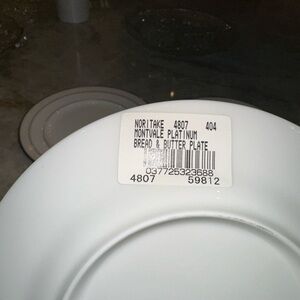 NORITAKE 4807 404
MONTVALE PLATINUM
BREAD & BUTTER PLATE
037725323688
4807 59812